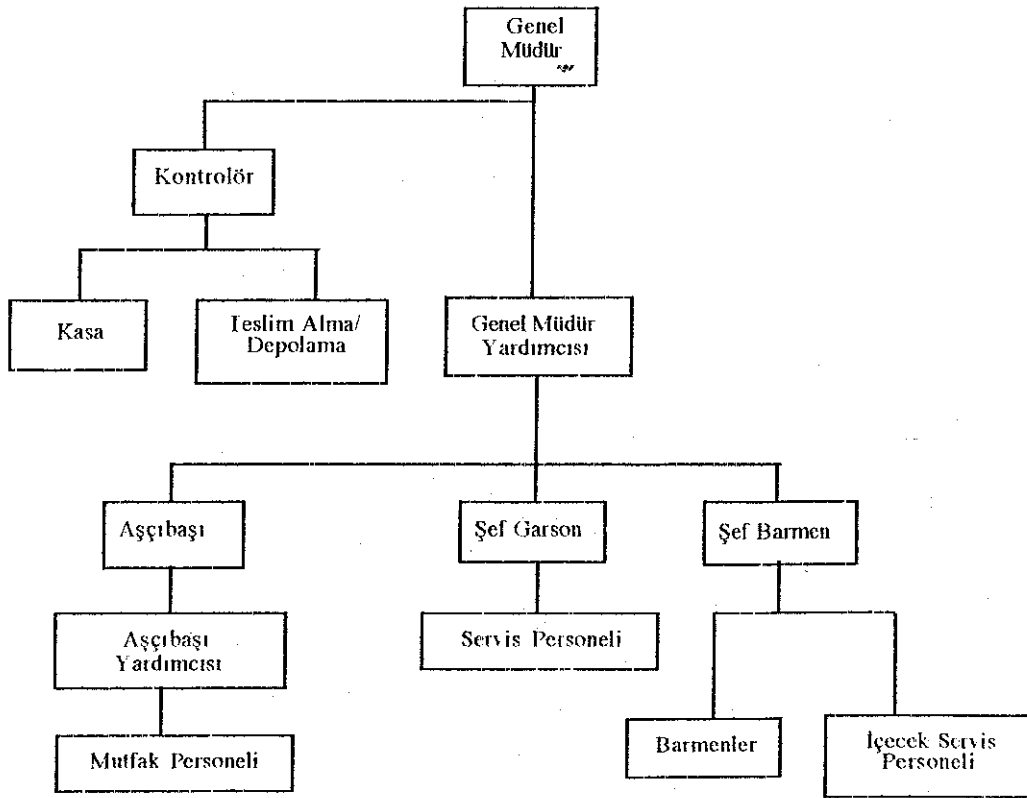 Genel
Müdür
Kontrolör
Kasa
Teslim Alma/
Depolama
Genel Müdür
Yardımcısı
Aşçıbaşı
Şef Garson
Şef Barmen
Aşçıbaşı
Yardımcısı
Servis Personeli
Mutfak Personeli
Barmenler
İçecek Servis
Personeli